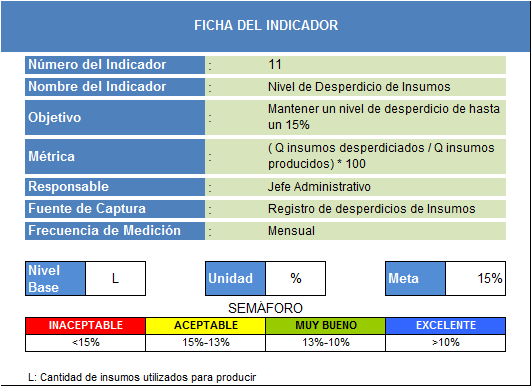 FICHA DEL INDICADOR
Número del Indicador : 11
Nombre del Indicador : Nivel de Desperdicio de Insumos
Objetivo : Mantener un nivel de desperdicio de hasta
un 15%
Métrica : ( Q insumos desperdiciados / Q insumos
producidos) * 100
Responsable : Jefe Administrativo
Fuente de Captura : Registro de desperdicios de Insumos
Frecuencia de Medición : Mensual
Nivel
Base L Unidad % Meta 15%
SEMÁFORO
INACEPTABLE ACEPTABLE MUY BUENO EXCELENTE
<15% 15%-13% 13%-10% >10%
L: Cantidad de insumos utilizados para producir